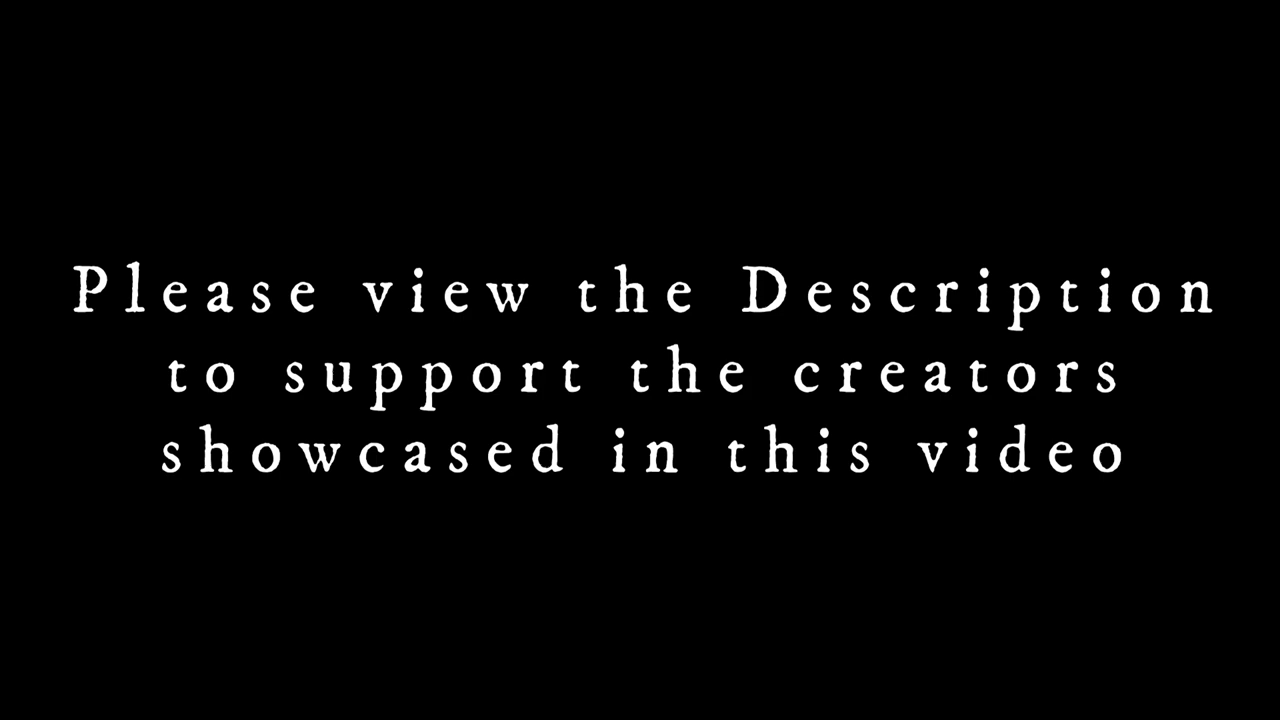 Please view the Description
to support the creators
showcased in this video